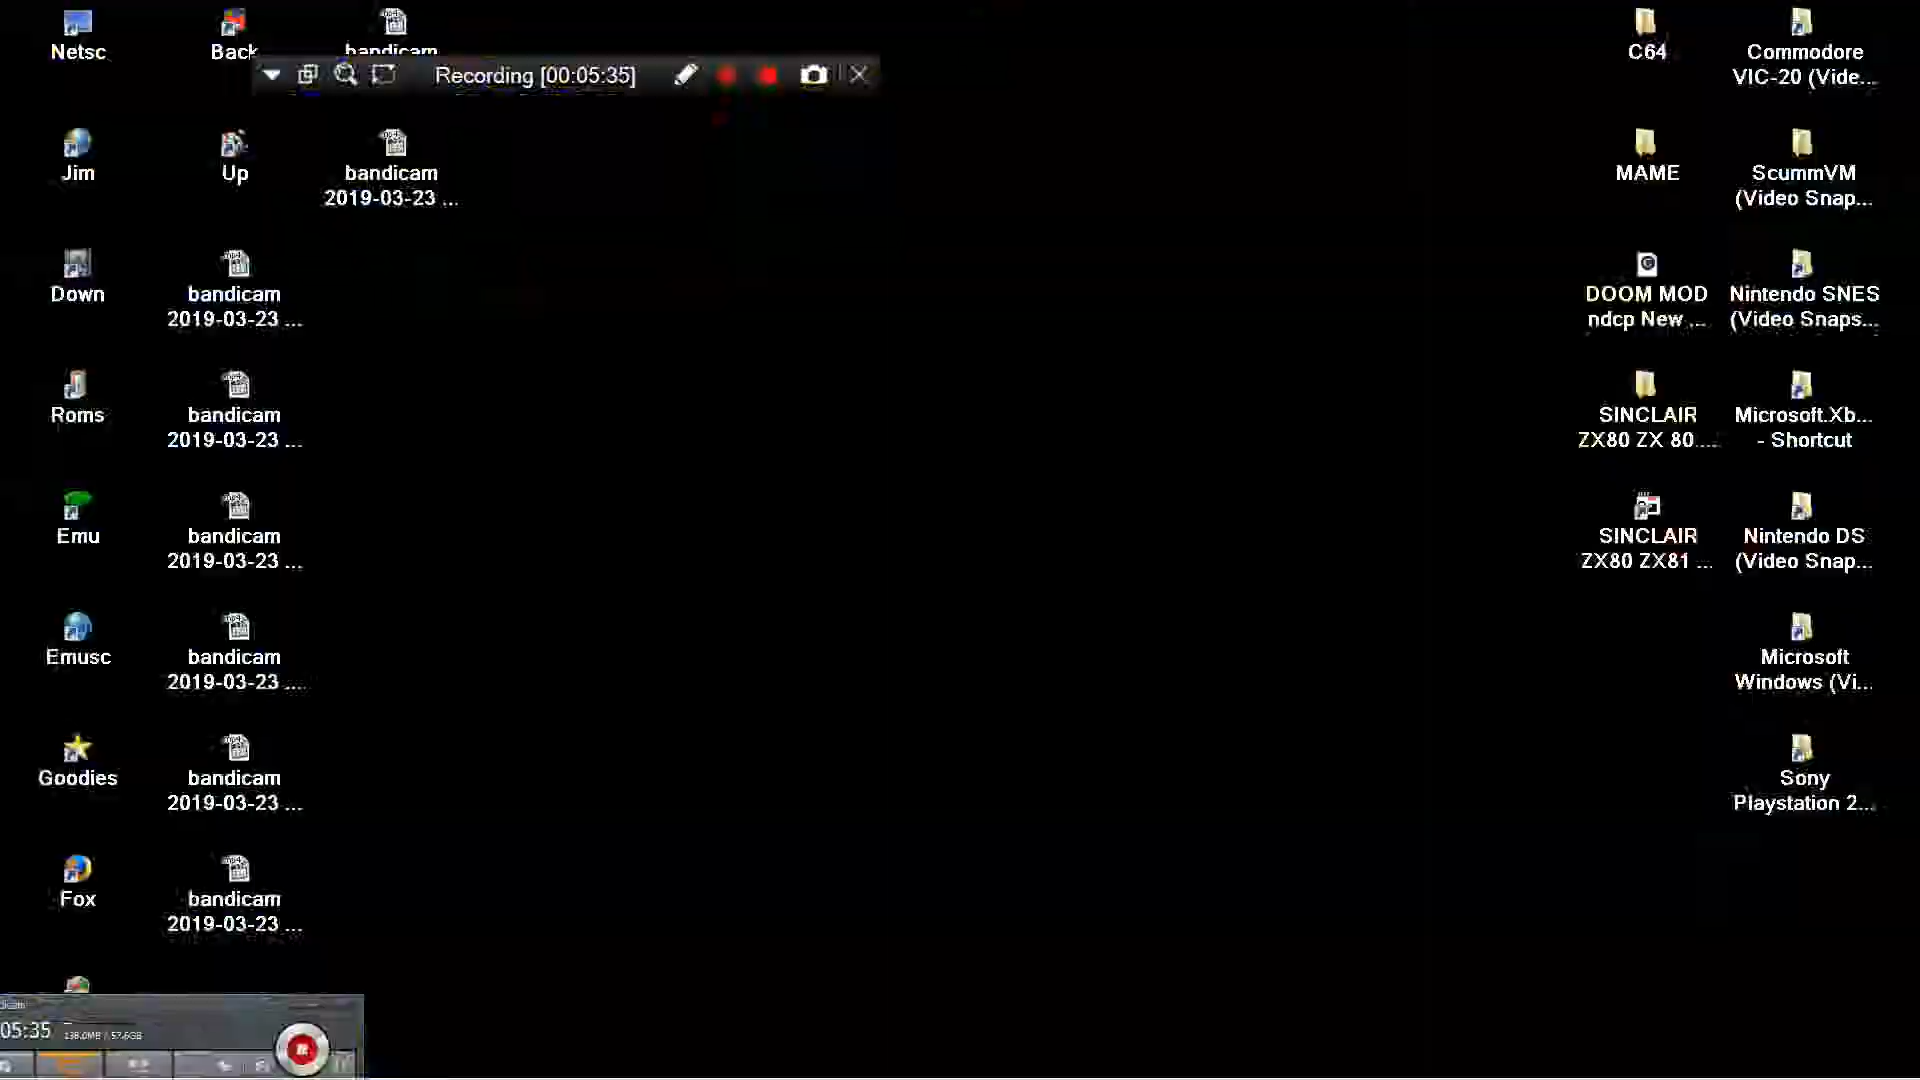 Netsc
Back
bandicam
C64
Commodore
VIC-20 (Vide...
Recording [00:05:35]
Jim
Up
bandicam
2019-03-23 ...
MAME
ScummVM
(Video Snap...
Down
bandicam
2019-03-23 ...
DOOM MOD
ndcp New ...
Nintendo SNES
(Video Snaps...
Roms
bandicam
2019-03-23 ...
SINCLAIR
ZX80 ZX 80....
Microsoft.Xb...
- Shortcut
Emu
bandicam
2019-03-23 ...
SINCLAIR
ZX80 ZX81 ...
Nintendo DS
(Video Snap...
Emusc
bandicam
2019-03-23 ...
Microsoft
Windows (Vi...
Goodies
bandicam
2019-03-23 ...
Sony
Playstation 2...
Fox
bandicam
2019-03-23 ...
05:35
138.0MB / 57.6GB